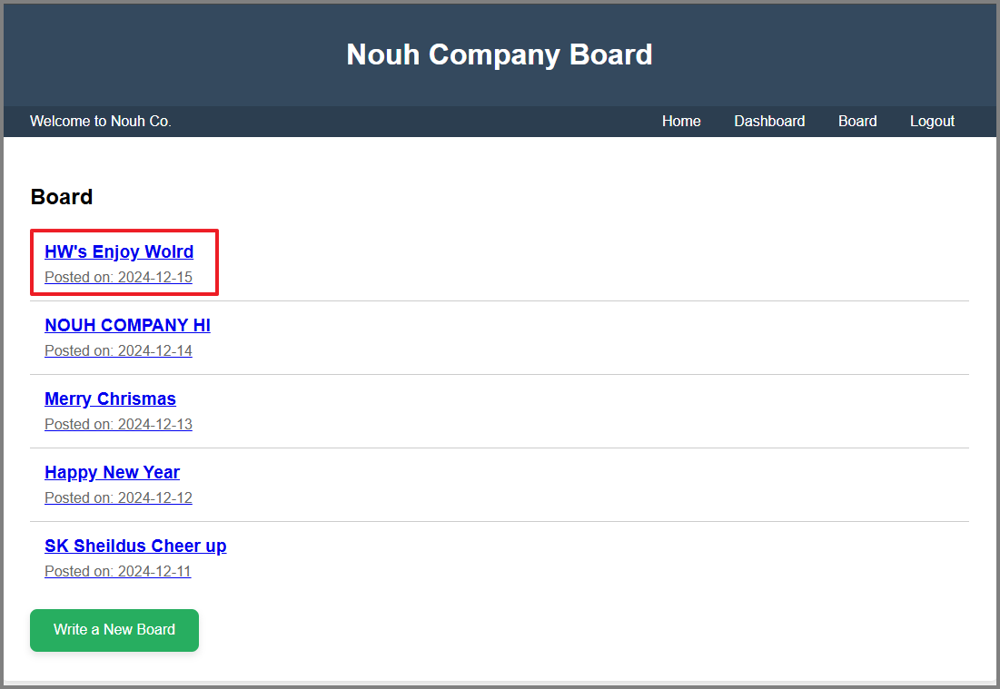 Nouh Company Board
Welcome to Nouh Co. Home Dashboard Board Logout
Board
HW's Enjoy Wolrd
Posted on: 2024-12-15
NOUH COMPANY HI
Posted on: 2024-12-14
Merry Chrismas
Posted on: 2024-12-13
Happy New Year
Posted on: 2024-12-12
SK Sheildus Cheer up
Posted on: 2024-12-11
Write a New Board